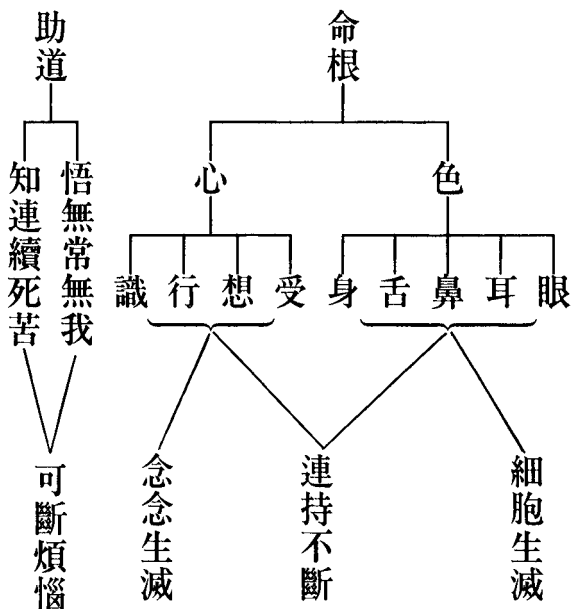 命根
色
心
眼
耳
鼻
舌
身
受
想
行
識
細胞生滅
連持不斷
念念生滅
助道
悟無常無我
知連續死苦
可斷煩惱